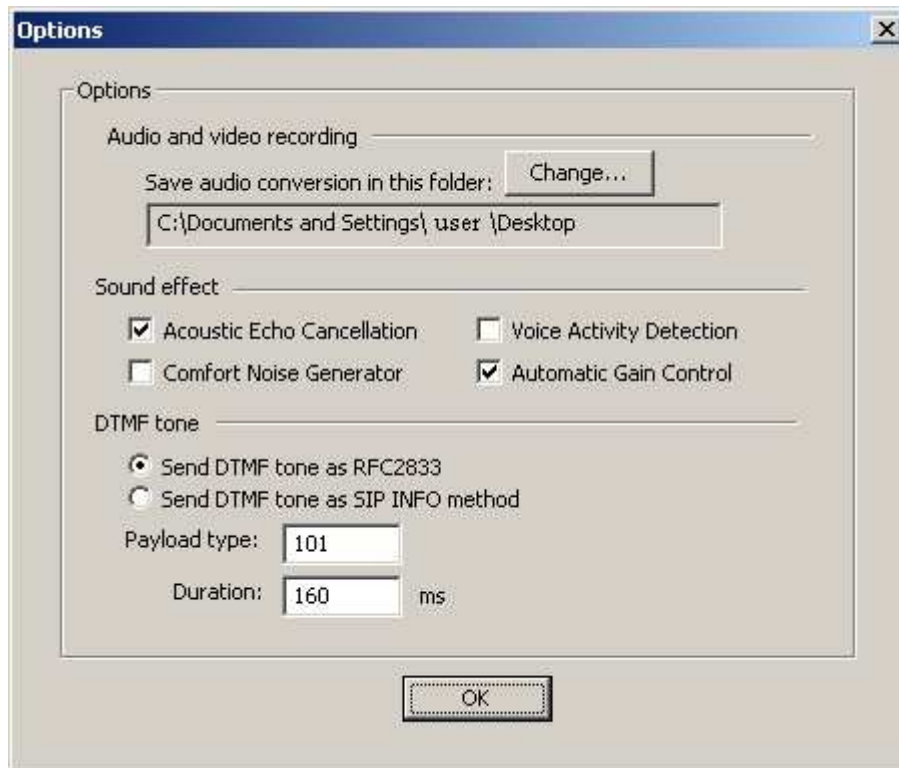 Options
Options
Audio and video recording
Save audio conversion in this folder: Change...
C:\Documents and Settings\ user \Desktop
Sound effect
Acoustic Echo Cancellation Voice Activity Detection
Comfort Noise Generator Automatic Gain Control
DTMF tone
Send DTMF tone as RFC2833
Send DTMF tone as SIP INFO method
Payload type: 101
Duration: 160 ms
OK